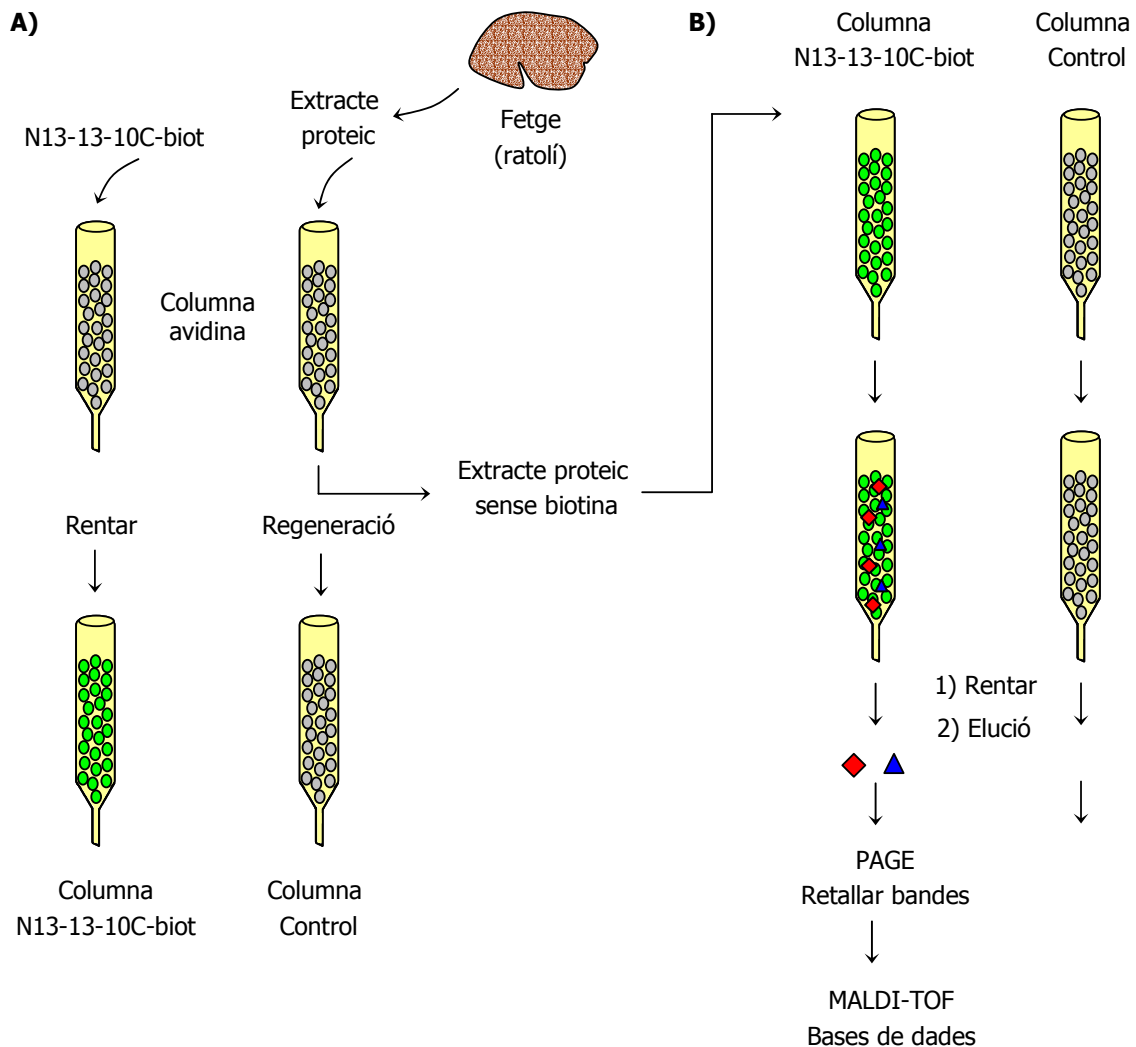 A)
Extracte
proteic
Fetge
(ratolí)
N13-13-10C-biot
Columna
avidina
Rentar
Regeneració
Extracte proteic
sense biotina
Columna
N13-13-10C-biot
Columna
Control
B)
Columna
N13-13-10C-biot
Columna
Control
1) Rentar
2) Elució
PAGE
Retallar bandes
MALDI-TOF
Bases de dades